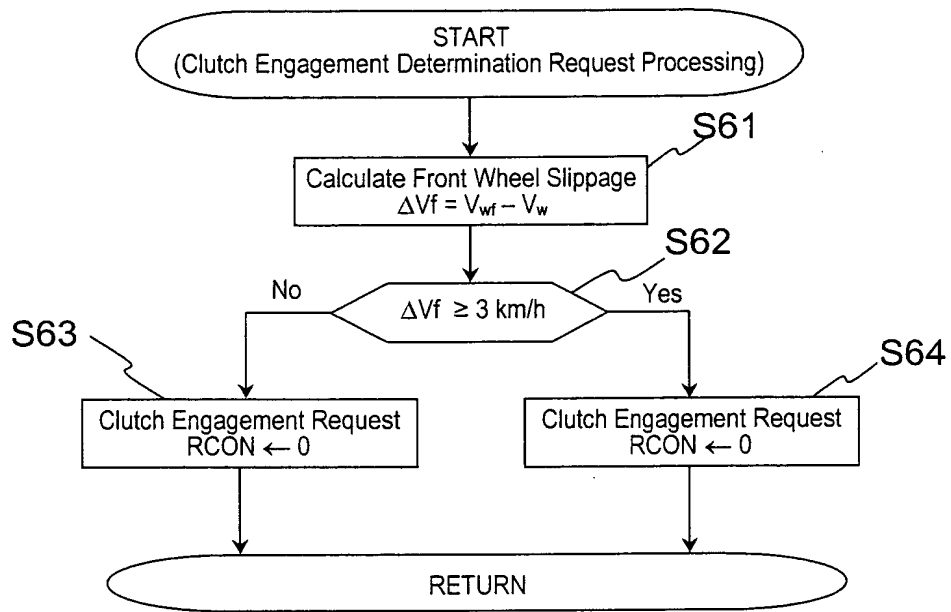 START
(Clutch Engagement Determination Request Processing)
S61
Calculate Front Wheel Slippage
ΔVf = Vwf – Vw
S62
No
ΔVf ≥ 3 km/h
Yes
S63
S64
Clutch Engagement Request
RCON ← 0
Clutch Engagement Request
RCON ← 0
RETURN